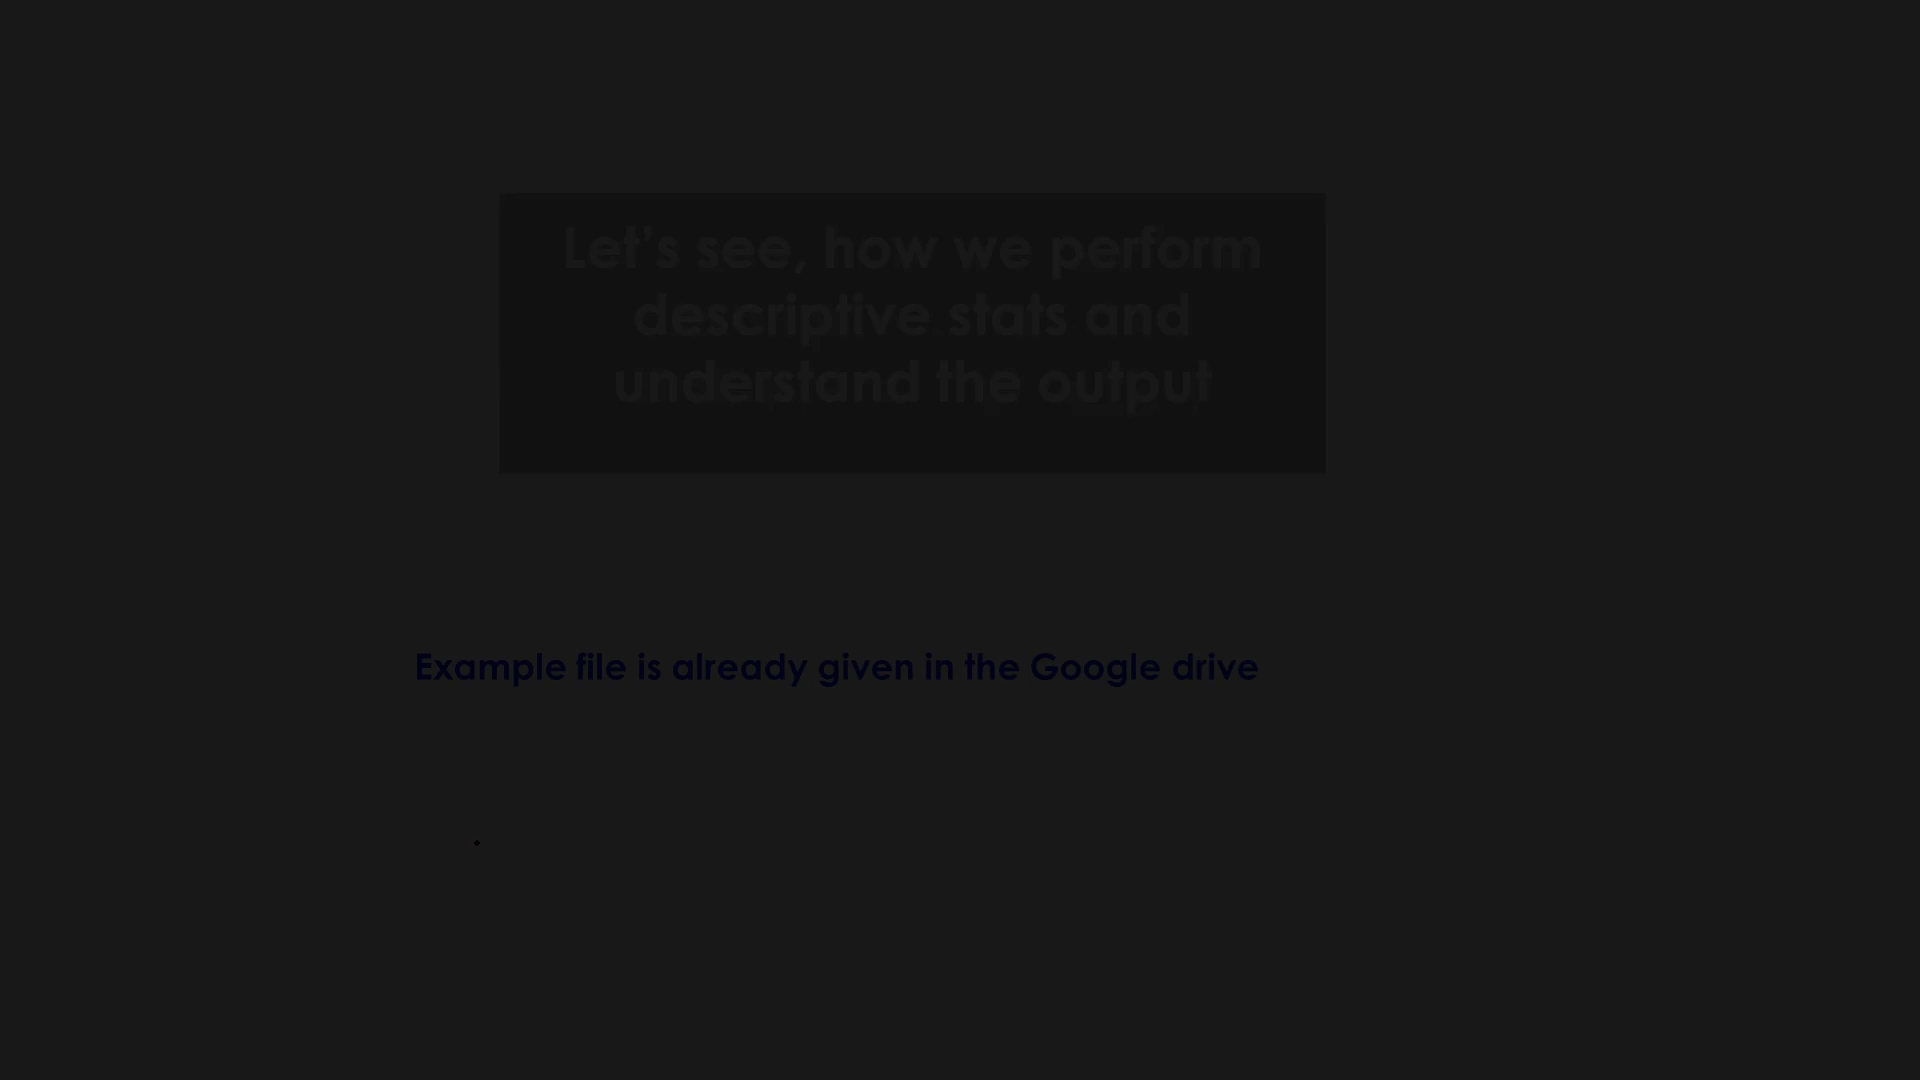 Let's see, how we perform
descriptive stats and
understand the output
Example file is already given in the Google drive